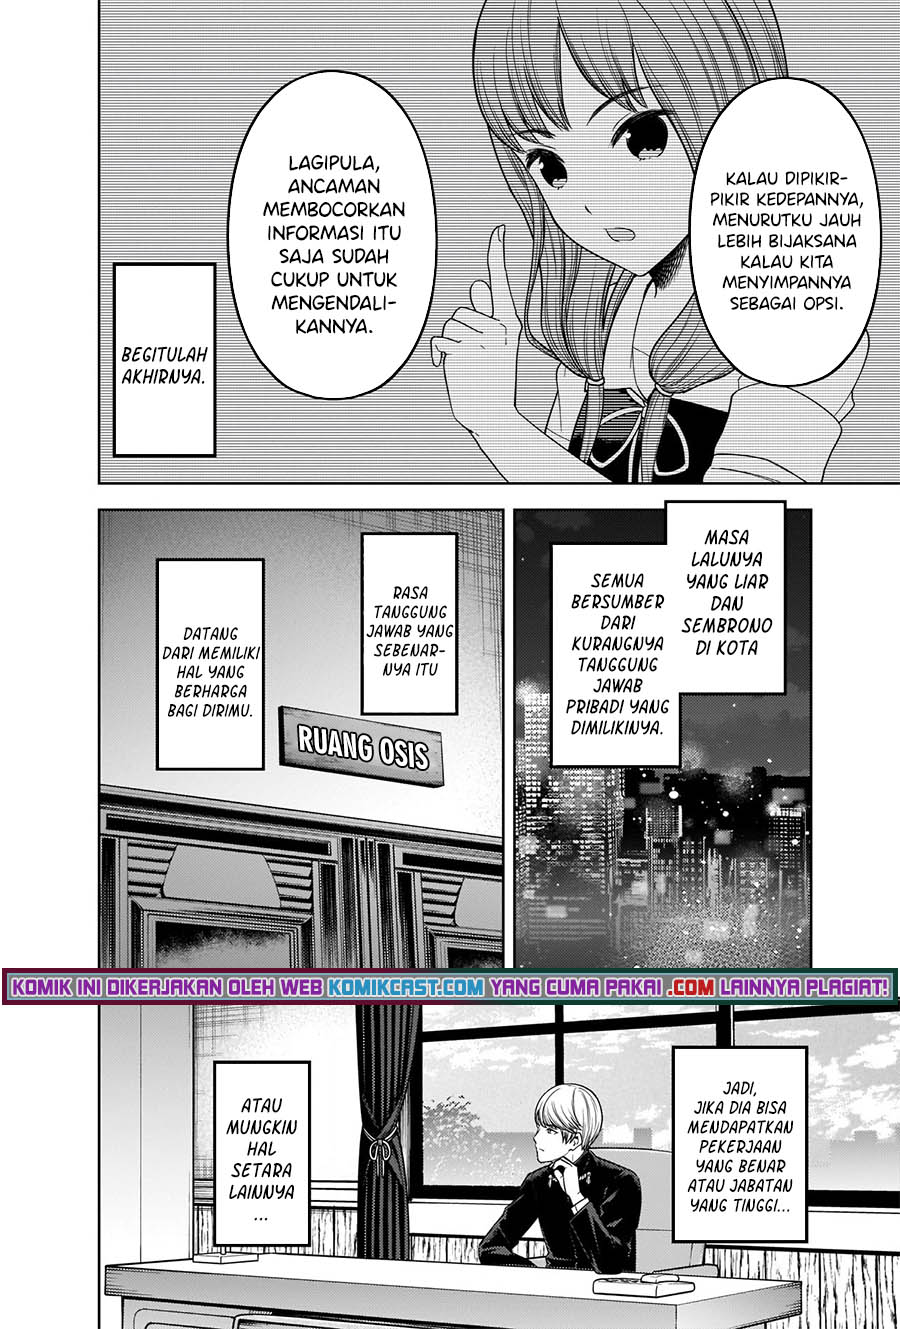 KALAU DIPIKIR-
PIKIR KEDEPANNYA,
MENURUTKU JAUH
LEBIH BIJAKSANA
KALAU KITA
MENYIMPANNYA
SEBAGAI OPSI.
LAGIPULA,
ANCAMAN
MEMBOCORKAN
INFORMASI ITU
SAJA SUDAH
CUKUP UNTUK
MENGENDALI-
KANNYA.
BEGITULAH
AKHIRNYA.
MASA
LALUNYA
YANG LIAR
DAN
SEMBRONO
DI KOTA
SEMUA
BERSUMBER
DARI
KURANGNYA
TANGGUNG
JAWAB
PRIBADI YANG
DIMILIKINYA.
RASA
TANGGUNG
JAWAB YANG
SEBENAR-
NYA ITU
DATANG
DARI MEMILIKI
HAL YANG
BERHARGA
BAGI DIRIMU.
RUANG OSIS
KOMIK INI DIKERJAKAN OLEH WEB KOMIKCAST.COM YANG CUMA PAKAI .COM LAINNYA PLAGIAT!
JADI,
JIKA DIA BISA
MENDAPATKAN
PEKERJAAN
YANG BENAR
ATAU JABATAN
YANG TINGGI...
ATAU
MUNGKIN
HAL
SETARA
LAINNYA
...